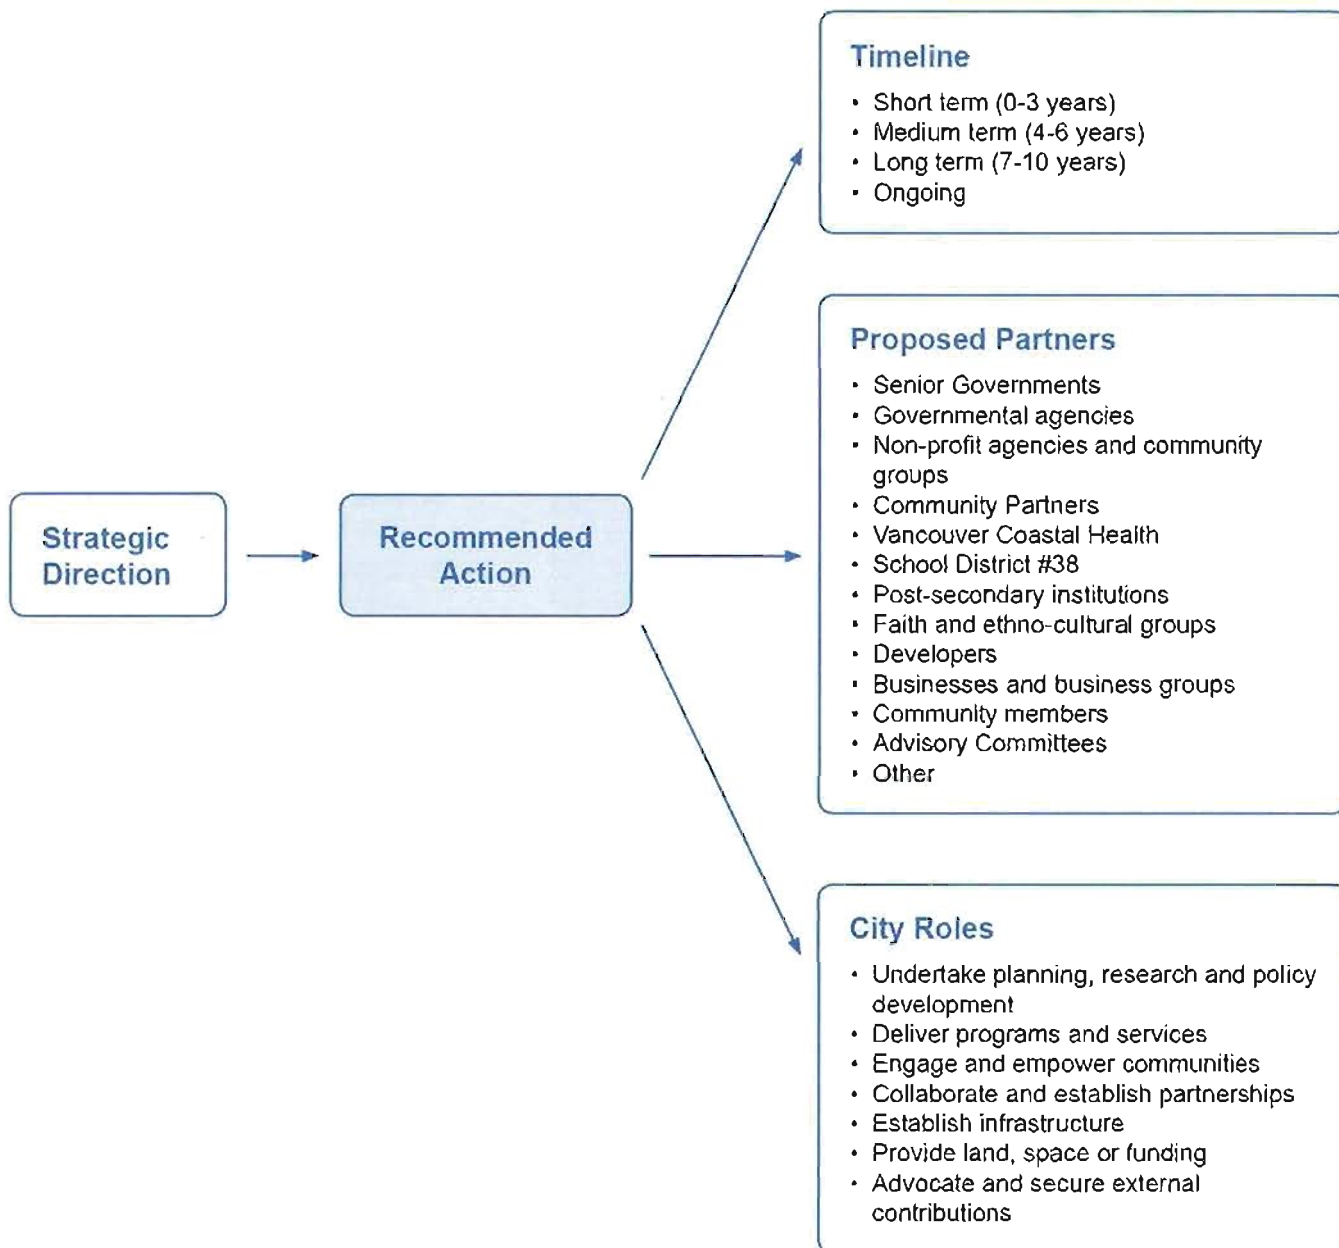 Timeline
• Short term (0-3 years)
• Medium term (4-6 years)
• Long term (7-10 years)
• Ongoing
Proposed Partners
• Senior Governments
• Governmental agencies
• Non-profit agencies and community
groups
• Community Partners
• Vancouver Coastal Health
• School District #38
• Post-secondary institutions
• Faith and ethno-cultural groups
• Developers
• Businesses and business groups
• Community members
• Advisory Committees
• Other
Strategic
Direction
Recommended
Action
City Roles
• Undertake planning, research and policy
development
• Deliver programs and services
• Engage and empower communities
• Collaborate and establish partnerships
• Establish infrastructure
• Provide land, space or funding
• Advocate and secure external
contributions